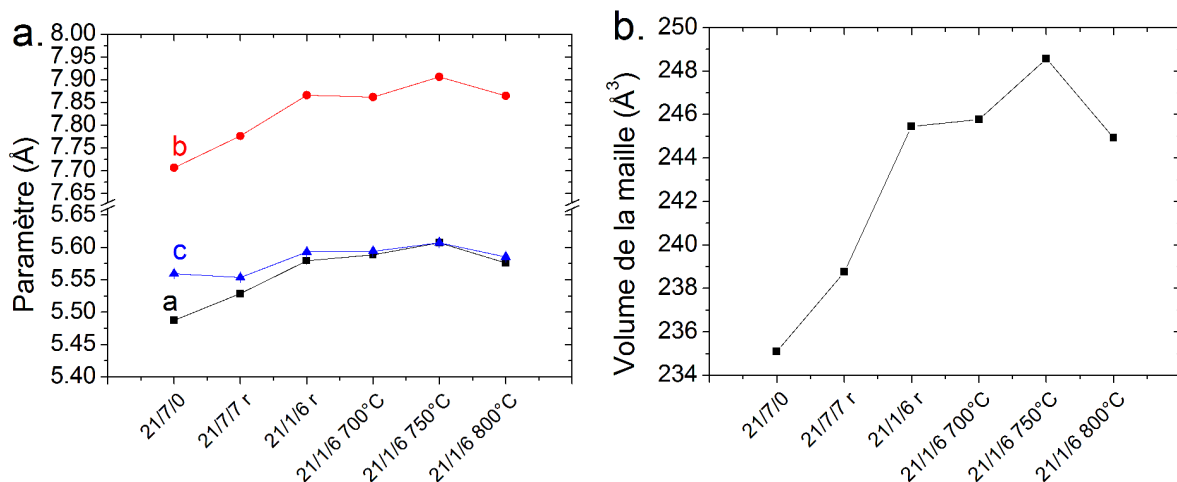 a.
Paramètre (Å)
8.00
7.95
7.90
7.85
7.80
7.75
7.70
7.65
5.65
5.60
5.55
5.50
5.45
5.40
b
c
a
21/7/0
21/7/7 r
21/1/6 r
21/1/6 700°C
21/1/6 750°C
21/1/6 800°C
b.
Volume de la maille (Å³)
250
248
246
244
242
240
238
236
234
21/7/0
21/7/7 r
21/1/6 r
21/1/6 700°C
21/1/6 750°C
21/1/6 800°C